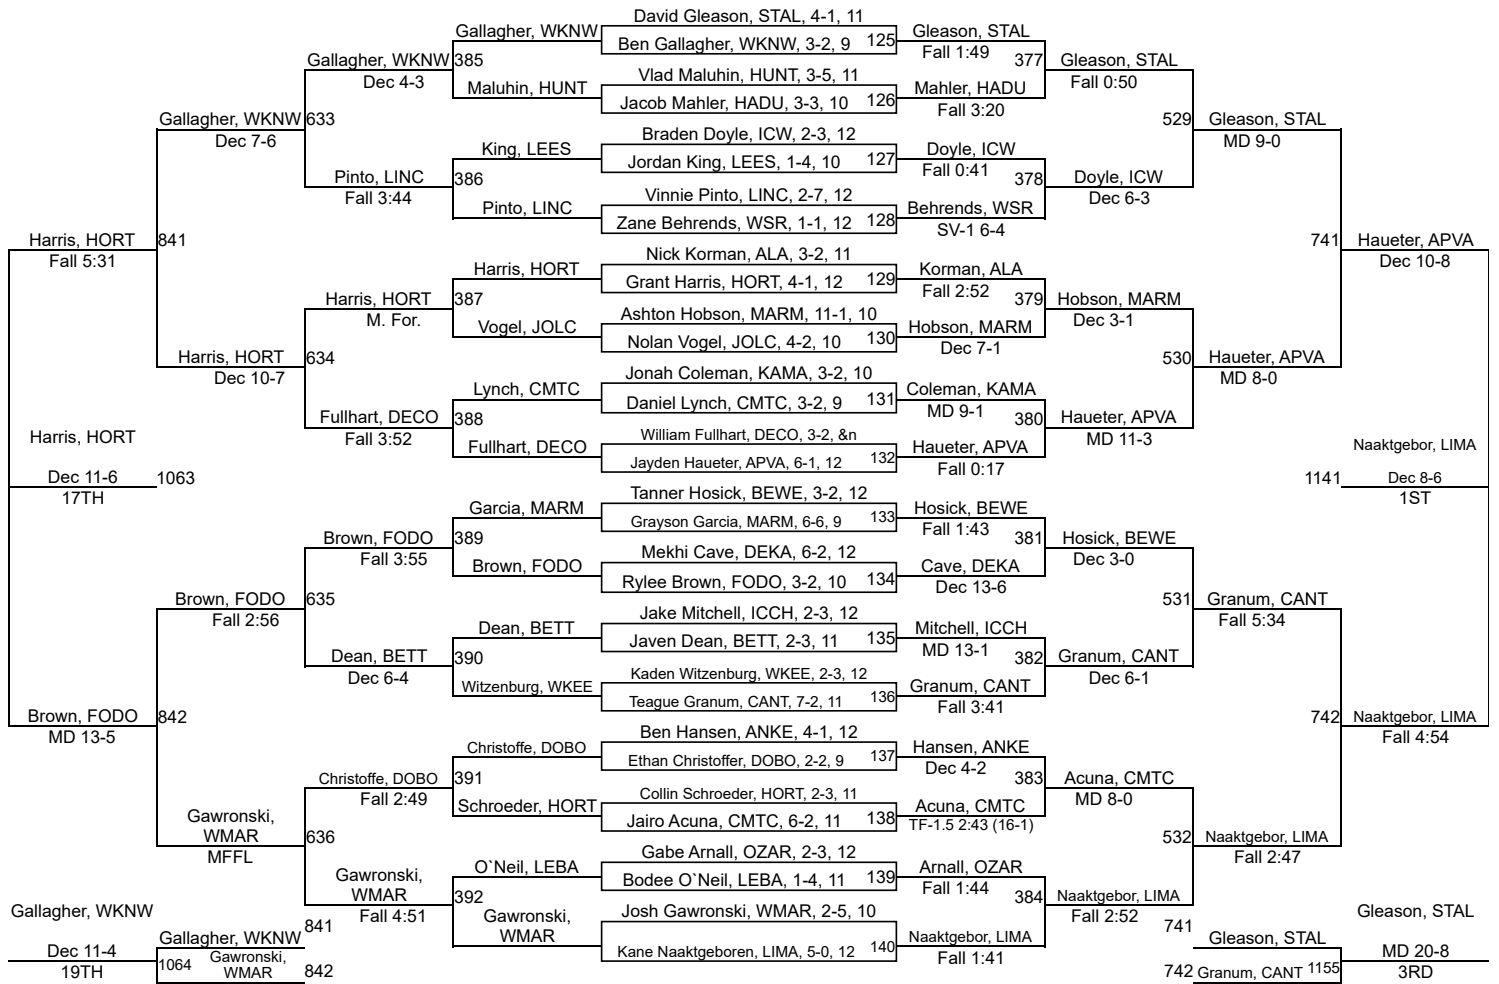 David Gleason, STAL, 4-1, 11
Gallagher, WKNW
Ben Gallagher, WKNW, 3-2, 9
125
Gleason, STAL
Fall 1:49
Gallagher, WKNW
385
Dec 4-3
377
Gleason, STAL
Fall 0:50
Vlad Maluhin, HUNT, 3-5, 11
Maluhin, HUNT
Jacob Mahler, HADU, 3-3, 10
126
Mahler, HADU
Fall 3:20
Gallagher, WKNW
633
Dec 7-6
529
Gleason, STAL
MD 9-0
Braden Doyle, ICW, 2-3, 12
King, LEES
Jordan King, LEES, 1-4, 10
127
Doyle, ICW
Fall 0:41
Pinto, LINC
386
Fall 3:44
378
Doyle, ICW
Dec 6-3
Vinnie Pinto, LINC, 2-7, 12
Pinto, LINC
Zane Behrends, WSR, 1-1, 12
128
Behrends, WSR
SV-1 6-4
Harris, HORT
841
Fall 5:31
741
Haueter, APVA
Dec 10-8
Nick Korman, ALA, 3-2, 11
Harris, HORT
Grant Harris, HORT, 4-1, 12
129
Korman, ALA
Fall 2:52
Harris, HORT
387
M. For.
379
Hobson, MARM
Dec 3-1
Ashton Hobson, MARM, 11-1, 10
Vogel, JOLC
Nolan Vogel, JOLC, 4-2, 10
130
Hobson, MARM
Dec 7-1
Harris, HORT
634
Dec 10-7
530
Haueter, APVA
MD 8-0
Jonah Coleman, KAMA, 3-2, 10
Lynch, CMTC
Daniel Lynch, CMTC, 3-2, 9
131
Coleman, KAMA
MD 9-1
Fullhart, DECO
388
Fall 3:52
380
Haueter, APVA
MD 11-3
William Fullhart, DECO, 3-2, &n
Fullhart, DECO
Jayden Haueter, APVA, 6-1, 12
132
Haueter, APVA
Fall 0:17
Harris, HORT
Dec 11-6
1063
17TH
Naaktgebor, LIMA
1141
Dec 8-6
1ST
Tanner Hosick, BEWE, 3-2, 12
Garcia, MARM
Grayson Garcia, MARM, 6-6, 9
133
Hosick, BEWE
Fall 1:43
Brown, FODO
389
Fall 3:55
381
Hosick, BEWE
Dec 3-0
Mekhi Cave, DEKA, 6-2, 12
Brown, FODO
Rylee Brown, FODO, 3-2, 10
134
Cave, DEKA
Dec 13-6
Brown, FODO
635
Fall 2:56
531
Granum, CANT
Fall 5:34
Jake Mitchell, ICCH, 2-3, 12
Dean, BETT
Javen Dean, BETT, 2-3, 11
135
Mitchell, ICCH
MD 13-1
Dean, BETT
390
Dec 6-4
382
Granum, CANT
Dec 6-1
Kaden Witzenburg, WKEE, 2-3, 12
Witzenburg, WKEE
Teague Granum, CANT, 7-2, 11
136
Granum, CANT
Fall 3:41
Brown, FODO
842
MD 13-5
742
Naaktgebor, LIMA
Fall 4:54
Ben Hansen, ANKE, 4-1, 12
Christoffe, DOBO
Ethan Christoffer, DOBO, 2-2, 9
137
Hansen, ANKE
Dec 4-2
Christoffe, DOBO
391
Fall 2:49
383
Acuna, CMTC
MD 8-0
Collin Schroeder, HORT, 2-3, 11
Schroeder, HORT
Jairo Acuna, CMTC, 6-2, 11
138
Acuna, CMTC
TF-1.5 2:43 (16-1)
Gawronski,
WMAR
636
MFFL
532
Naaktgebor, LIMA
Fall 2:47
Gabe Arnall, OZAR, 2-3, 12
O`Neil, LEBA
Bodee O`Neil, LEBA, 1-4, 11
139
Arnall, OZAR
Fall 1:44
Gawronski,
WMAR
392
Fall 4:51
384
Naaktgebor, LIMA
Fall 2:52
Josh Gawronski, WMAR, 2-5, 10
Gawronski,
WMAR
Kane Naaktgeboren, LIMA, 5-0, 12
140
Naaktgebor, LIMA
Fall 1:41
Gallagher, WKNW
841
Gallagher, WKNW
Dec 11-4
1064
Gawronski,
WMAR
842
19TH
741
Gleason, STAL
Gleason, STAL
742
Granum, CANT
1155
MD 20-8
3RD